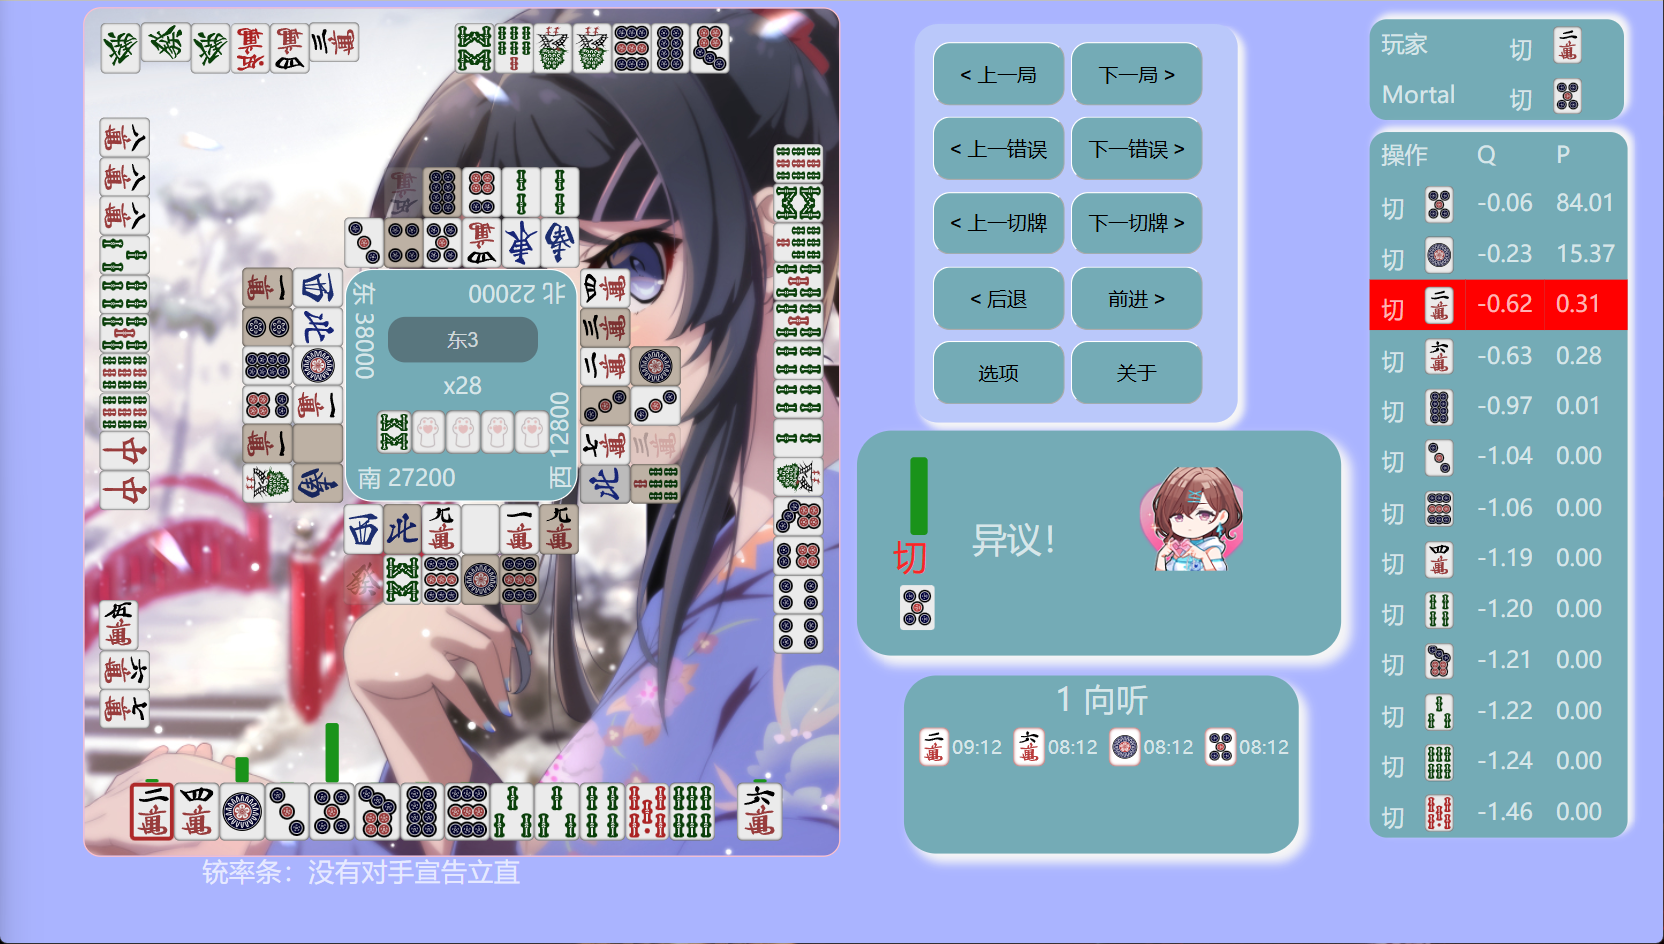 东 38000
北 22000
东3
x28
南 27200
西 12800
铳率条：没有对手宣告立直
< 上一局
下一局 >
< 上一错误
下一错误 >
< 上一切牌
下一切牌 >
< 后退
前进 >
选项
关于
切
异议！
1 向听
09:12
08:12
08:12
08:12
玩家 切
Mortal 切
操作 Q P
切 -0.06 84.01
切 -0.23 15.37
切 -0.62 0.31
切 -0.63 0.28
切 -0.97 0.01
切 -1.04 0.00
切 -1.06 0.00
切 -1.19 0.00
切 -1.20 0.00
切 -1.21 0.00
切 -1.22 0.00
切 -1.24 0.00
切 -1.46 0.00